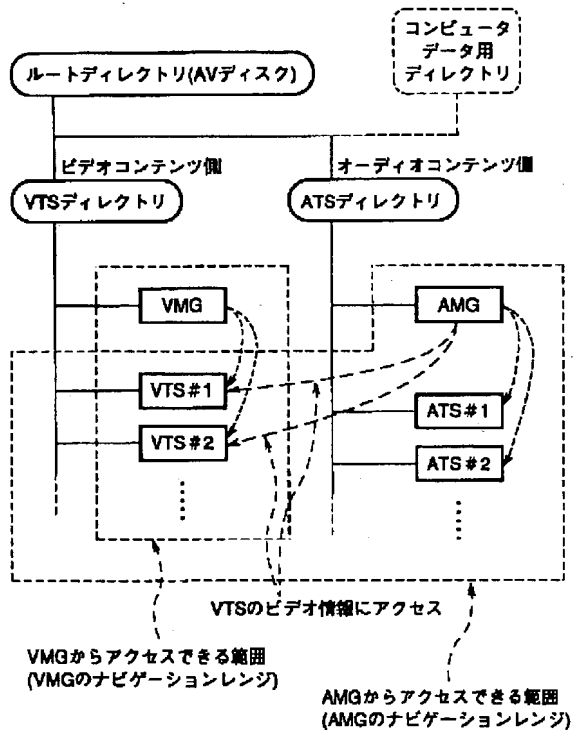 コンピュータ
データ用
ディレクトリ
ルートディレクトリ(AVディスク)
ビデオコンテンツ側
オーディオコンテンツ側
VTSディレクトリ
ATSディレクトリ
VMG
AMG
VTS#1
ATS#1
VTS#2
ATS#2
VTSのビデオ情報にアクセス
VMGからアクセスできる範囲
(VMGのナビゲーションレンジ)
AMGからアクセスできる範囲
(AMGのナビゲーションレンジ)